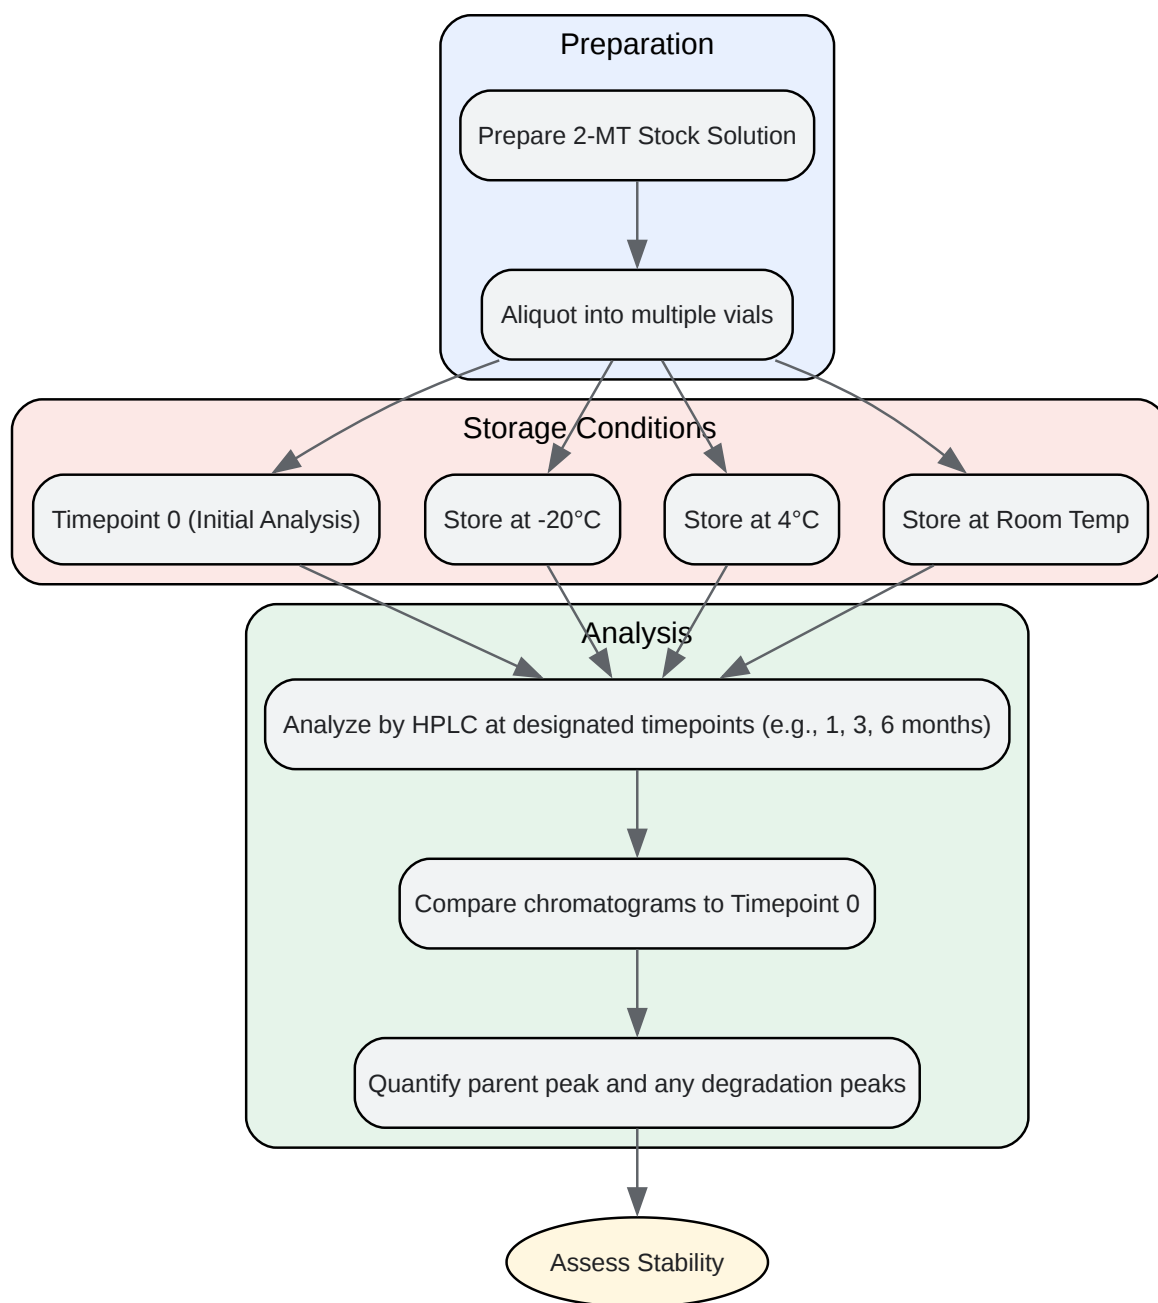 Preparation
Prepare 2-MT Stock Solution
Aliquot into multiple vials
Storage Conditions
Timepoint 0 (Initial Analysis)
Store at -20°C
Store at 4°C
Store at Room Temp
Analysis
Analyze by HPLC at designated timepoints (e.g., 1, 3, 6 months)
Compare chromatograms to Timepoint 0
Quantify parent peak and any degradation peaks
Assess Stability